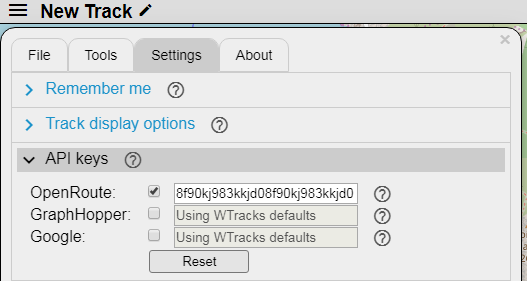 New Track
File Tools Settings About
Remember me
Track display options
API keys
OpenRoute: 8f90kj983kkjd08f90kj983kkjd0
GraphHopper: Using WTracks defaults
Google: Using WTracks defaults
Reset